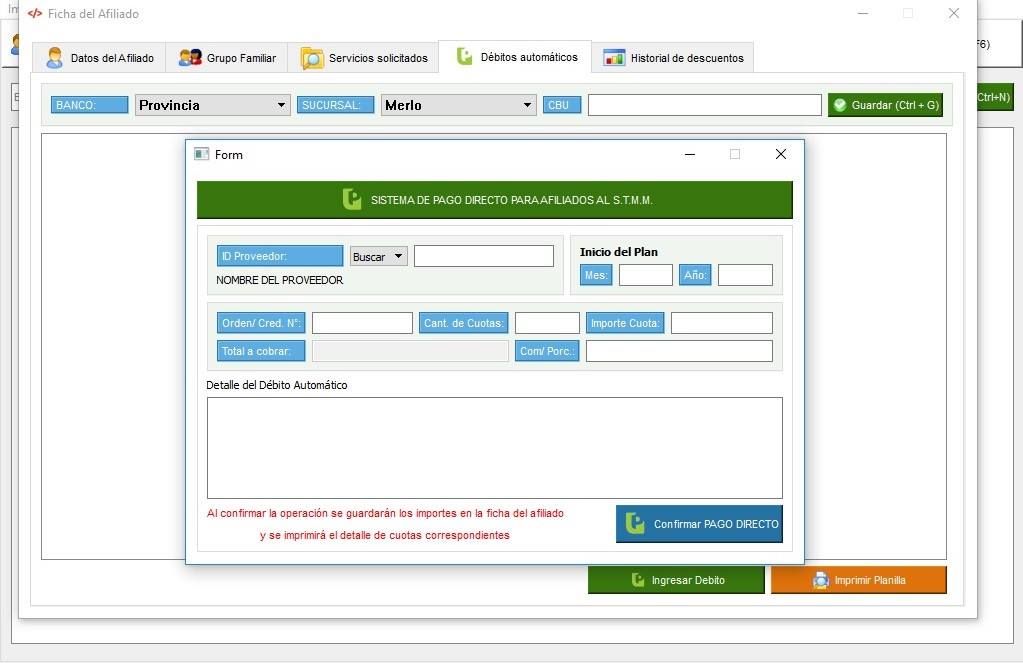 Ficha del Afiliado
F6)
Datos del Afiliado
Grupo Familiar
Servicios solicitados
Débitos automáticos
Historial de descuentos
BANCO:
Provincia
SUCURSAL:
Merlo
CBU
Guardar (Ctrl + G)
Ctrl+N)
Form
SISTEMA DE PAGO DIRECTO PARA AFILIADOS AL S.T.M.M.
ID Proveedor:
Buscar
NOMBRE DEL PROVEEDOR
Inicio del Plan
Mes:
Año:
Orden/ Cred. N°:
Cant. de Cuotas:
Importe Cuota:
Total a cobrar:
Com/ Porc.:
Detalle del Débito Automático
Al confirmar la operación se guardarán los importes en la ficha del afiliado
y se imprimirá el detalle de cuotas correspondientes
Confirmar PAGO DIRECTO
Ingresar Debito
Imprimir Planilla